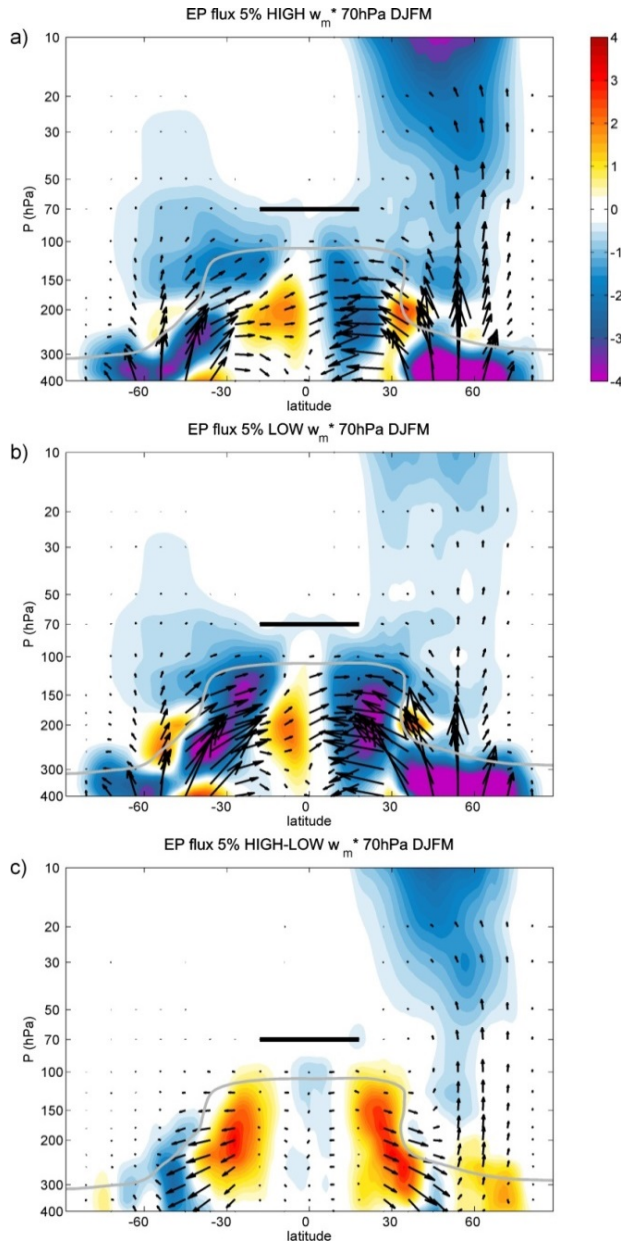 EP flux 5% HIGH w_m* 70hPa DJFM
a)
10
20
30
50
70
100
150
200
300
400
P (hPa)
-60 -30 0 30 60
latitude
4
3
2
1
0
-1
-2
-3
-4
EP flux 5% LOW w_m* 70hPa DJFM
b)
10
20
30
50
70
100
150
200
300
400
P (hPa)
-60 -30 0 30 60
latitude
EP flux 5% HIGH-LOW w_m* 70hPa DJFM
c)
10
20
30
50
70
100
150
200
300
400
P (hPa)
-60 -30 0 30 60
latitude